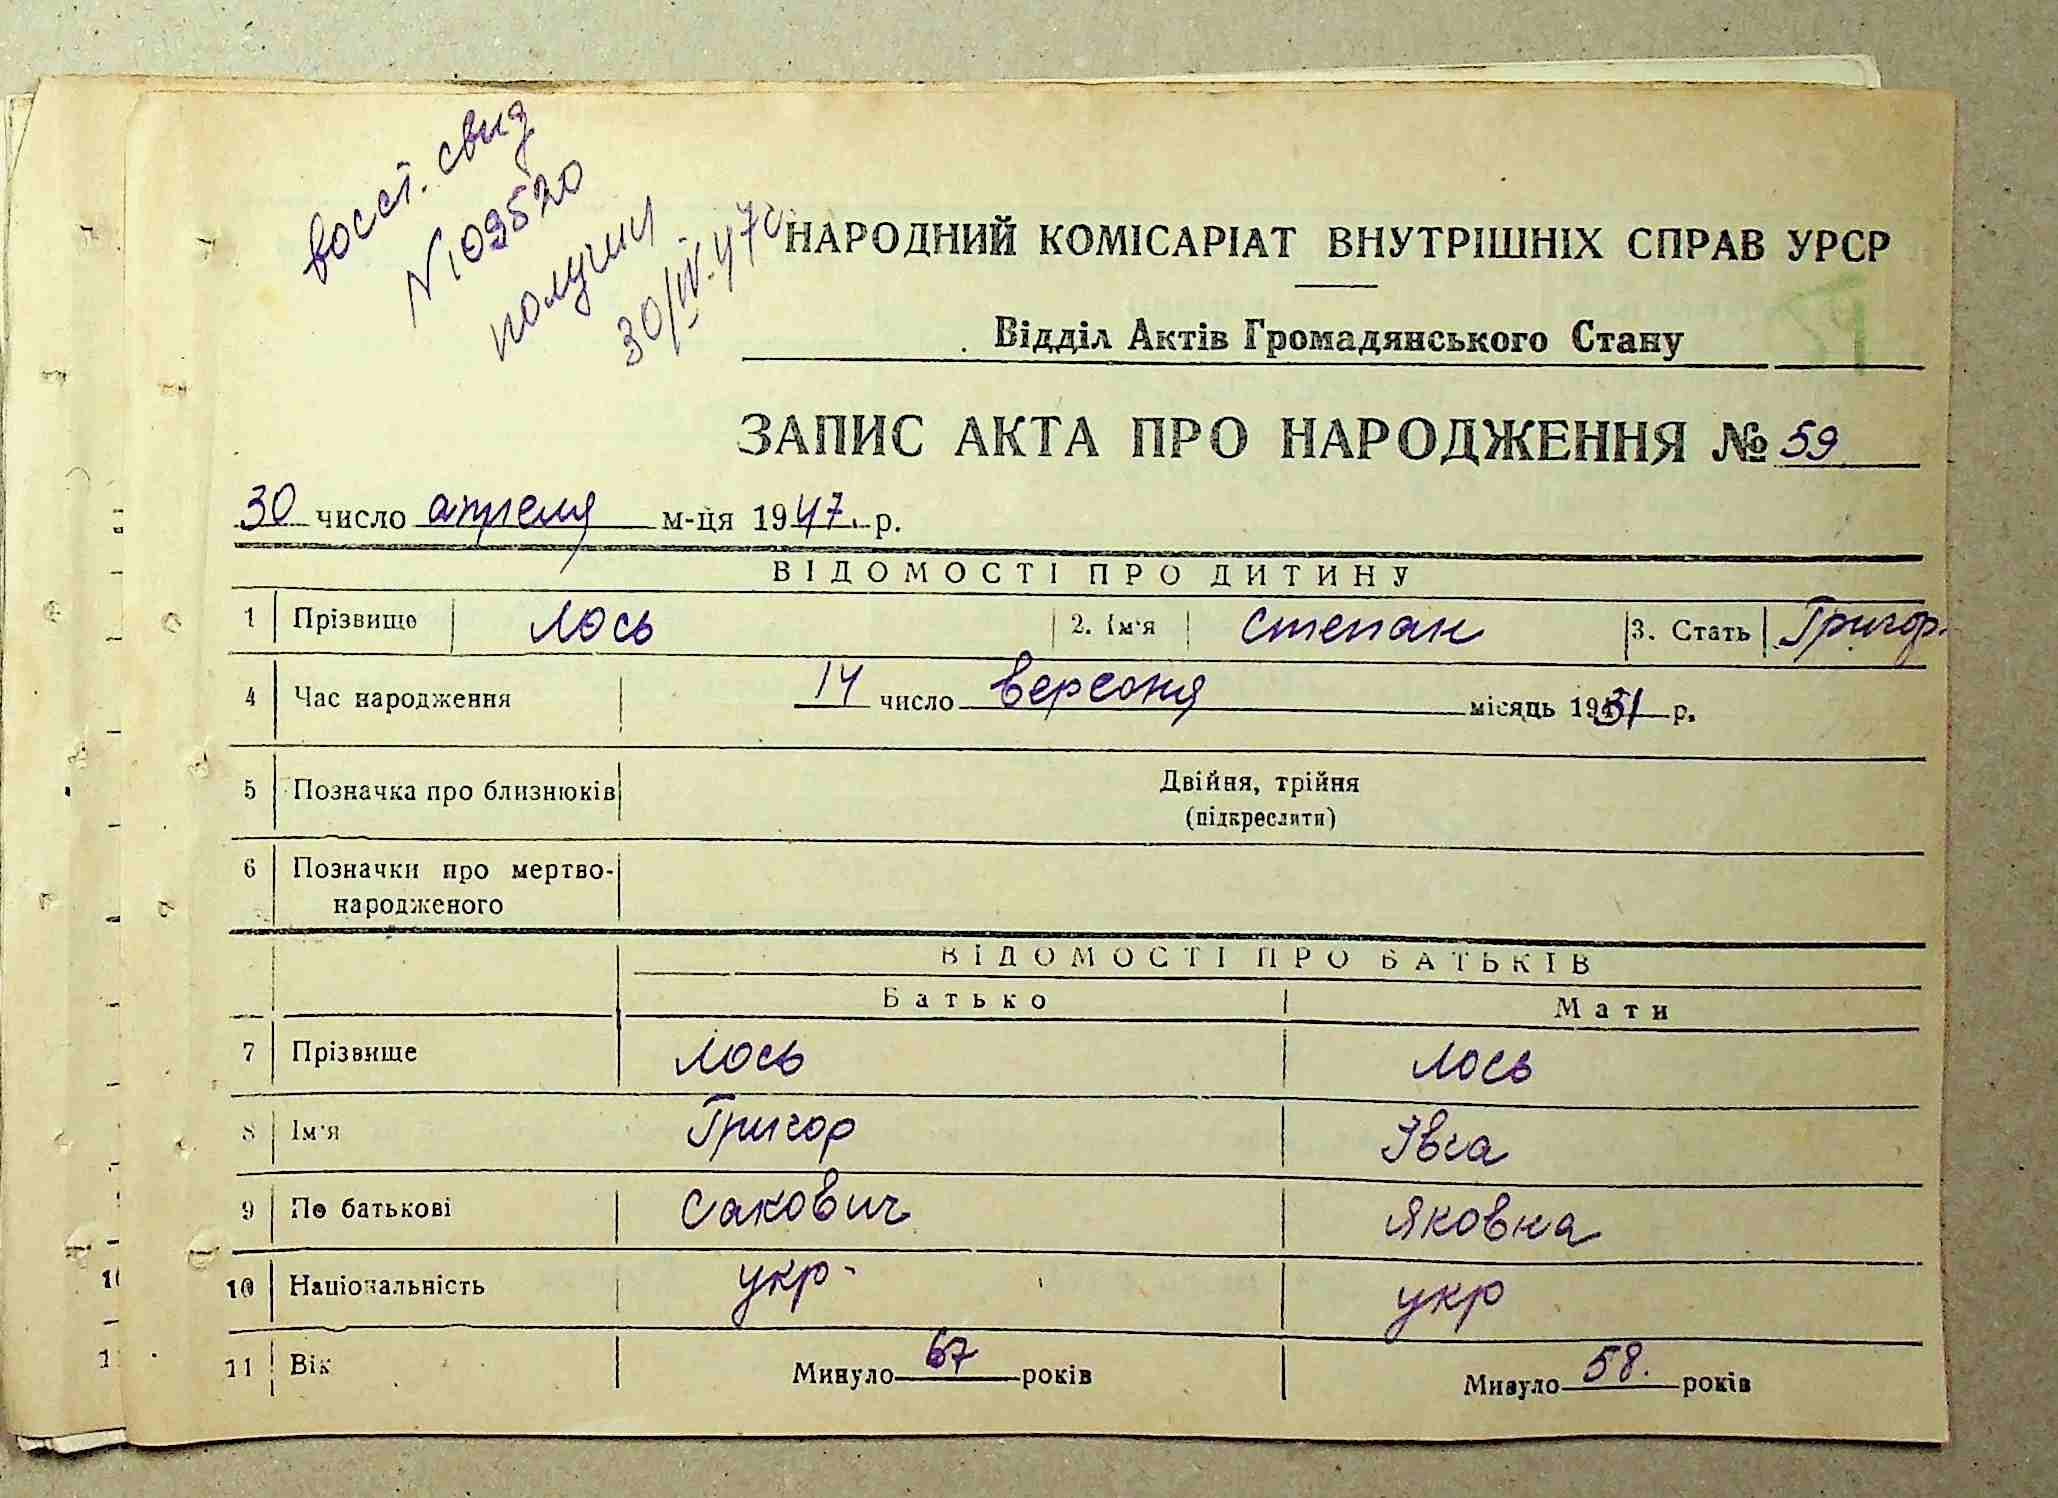 восст. свид
N 109520
получил
30/IV.47г.
НАРОДНИЙ КОМІСАРІАТ ВНУТРІШНІХ СПРАВ УРСР
Відділ Актів Громадянського Стану
ЗАПИС АКТА ПРО НАРОДЖЕННЯ № 59
30 число апреля м-ця 1947. р.
ВІДОМОСТІ ПРО ДИТИНУ
1 Прізвище Лось 2. Ім'я Степан 3. Стать Григор.
4 Час народження 14 число вересня місяць 1931 р.
5 Позначка про близнюків Двійня, трійня
(підкреслити)
6 Позначки про мертво-
народженого
ВІДОМОСТІ ПРО БАТЬКІВ
Батько Мати
7 Прізвище Лось Лось
8 Ім'я Григор Івга
9 По батькові Сакович Яковна
10 Національність укр. укр
11 Вік Минуло 67 років Минуло 58. років